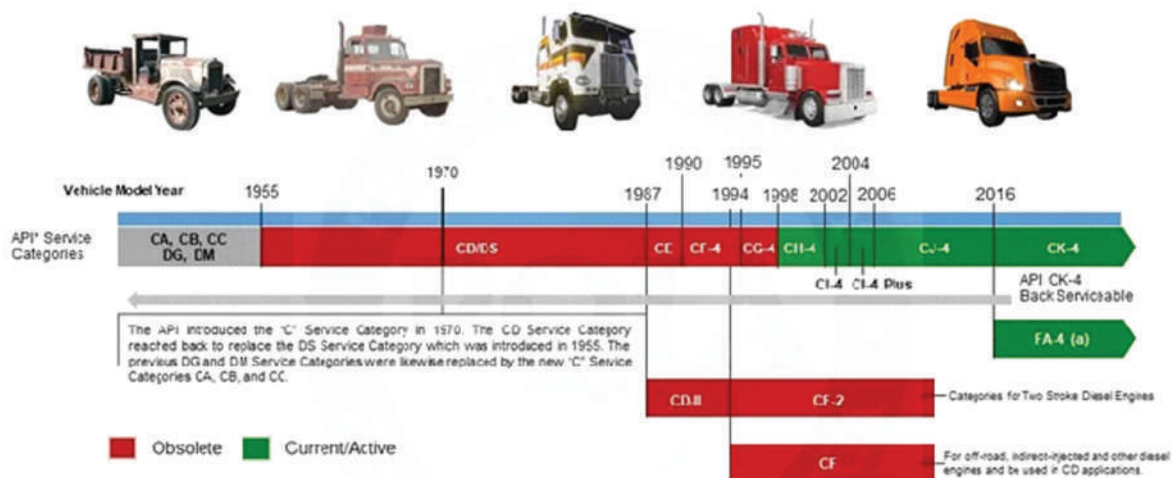 1990
1995
2004
1970
Vehicle Model Year
1955
1987
1994
1998
2002
2006
2016
API* Service
Categories
CA, CB, CC
DG, DM
CD/DS
CE
CF-4
CG-4
CH-4
CJ-4
CK-4
CI-4
CI-4 Plus
API CK-4
Back Serviceable
The API introduced the "C" Service Category in 1970. The CD Service Category
reached back to replace the DS Service Category which was introduced in 1955. The
previous DG and DM Service Categories were likewise replaced by the new "C" Service
Categories CA, CB, and CC.
FA-4 (a)
CD-II
CF-2
Categories for Two Stroke Diesel Engines
Obsolete
Current/Active
CF
For off-road, indirect-injected and other diesel
engines and be used in CD applications.